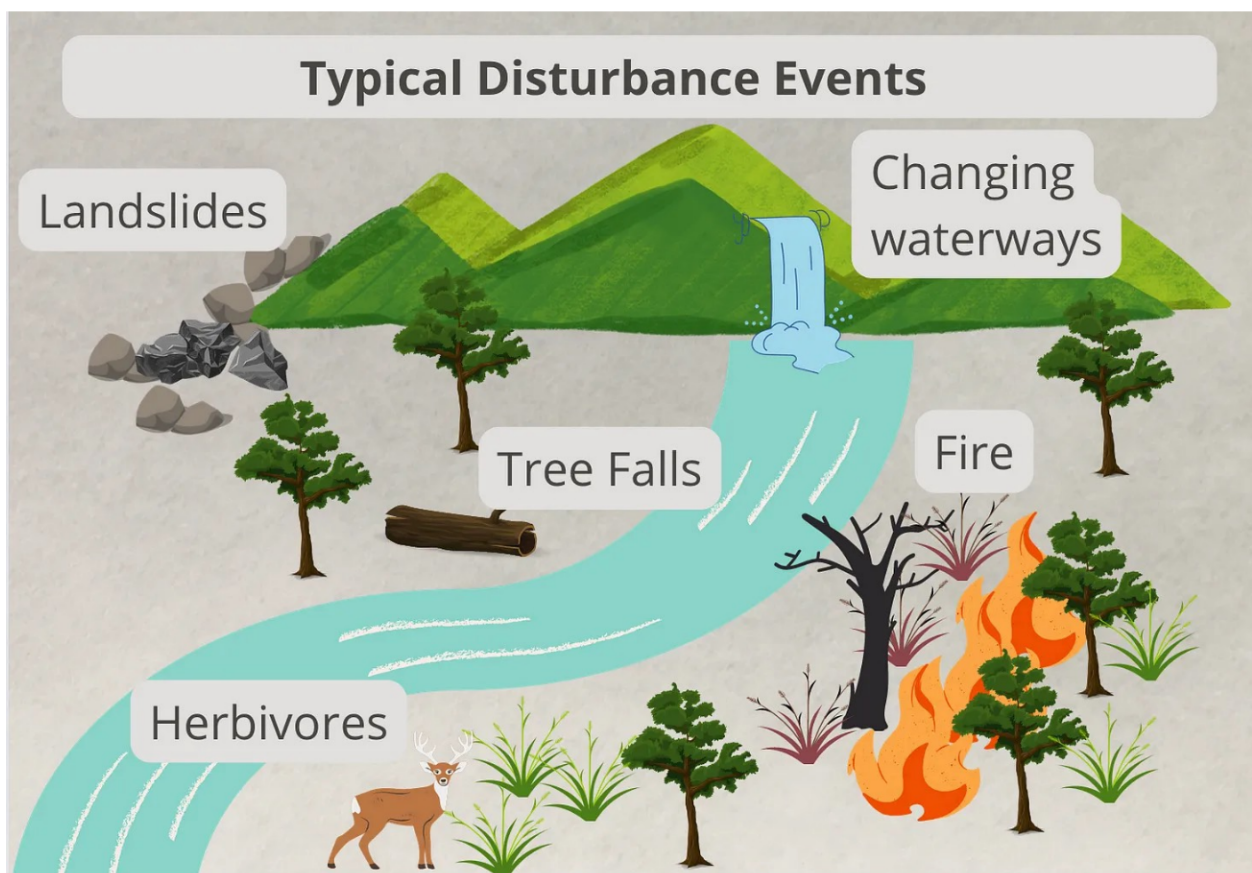 Typical Disturbance Events
Landslides
Changing
waterways
Tree Falls
Fire
Herbivores